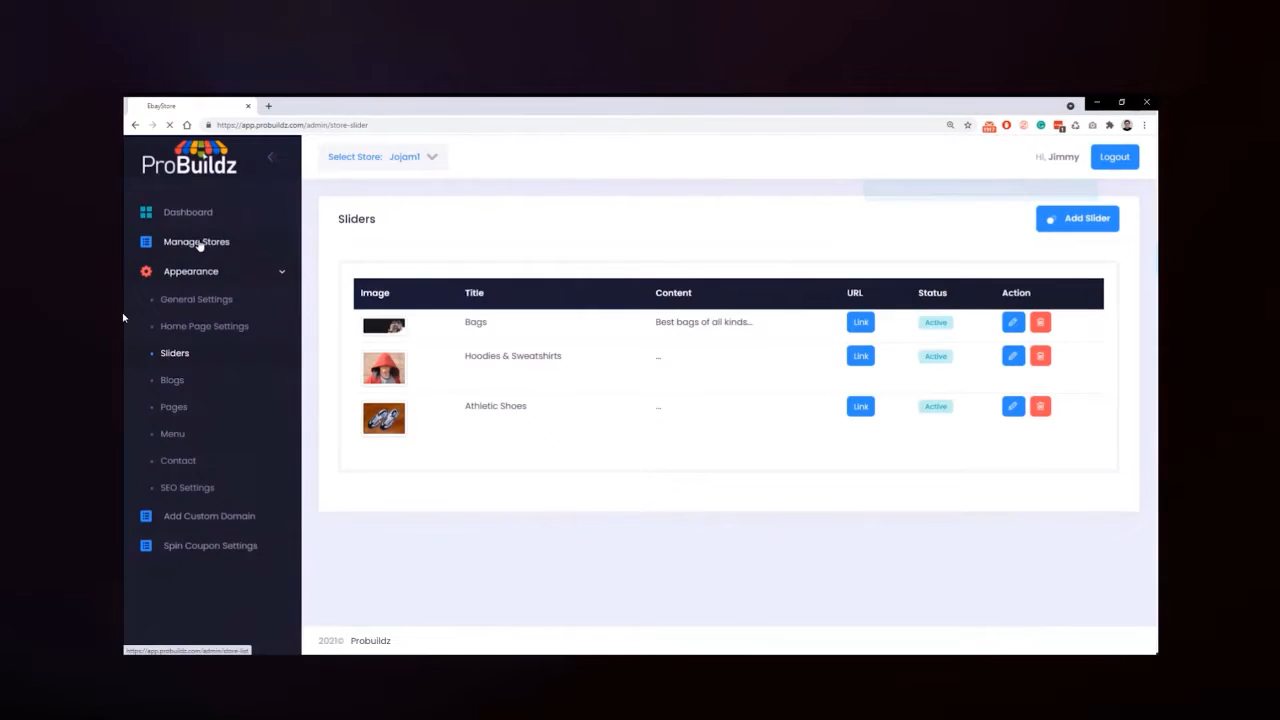 EbayStore
https://app.probuildz.com/admin/store-slider
ProBuildz
Select Store: Jojam1
Hi, Jimmy
Logout
Dashboard
Manage Stores
Appearance
General Settings
Home Page Settings
Sliders
Blogs
Pages
Menu
Contact
SEO Settings
Add Custom Domain
Spin Coupon Settings
Sliders
Add Slider
Image Title Content URL Status Action
Bags Best bags of all kinds... Link Active
Hoodies & Sweatshirts ... Link Active
Athletic Shoes ... Link Active
2021© Probuildz
https://app.probuildz.com/admin/store-list